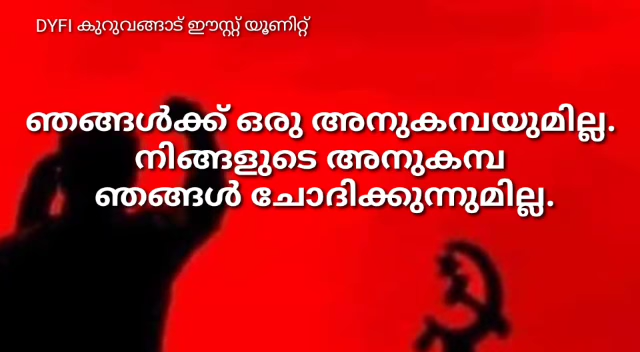 DYFI കുറുവങ്ങാട് ഈസ്റ്റ് യൂണിറ്റ്
ഞങ്ങൾക്ക് ഒരു അനുകമ്പയുമില്ല.
നിങ്ങളുടെ അനുകമ്പ
ഞങ്ങൾ ചോദിക്കുന്നുമില്ല.